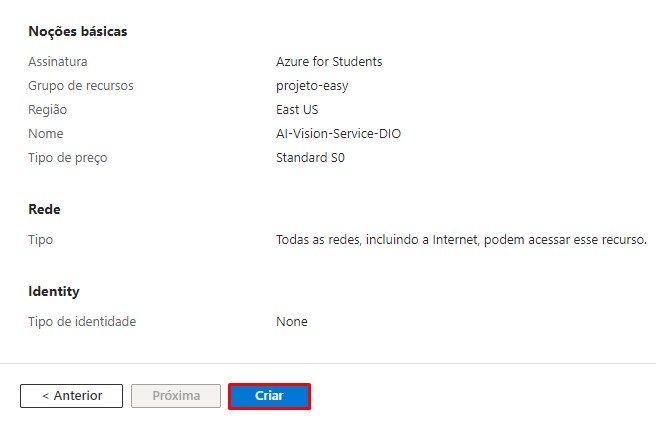 Noções básicas
Assinatura Azure for Students
Grupo de recursos projeto-easy
Região East US
Nome AI-Vision-Service-DIO
Tipo de preço Standard S0
Rede
Tipo Todas as redes, incluindo a Internet, podem acessar esse recurso.
Identity
Tipo de identidade None
< Anterior Próxima Criar